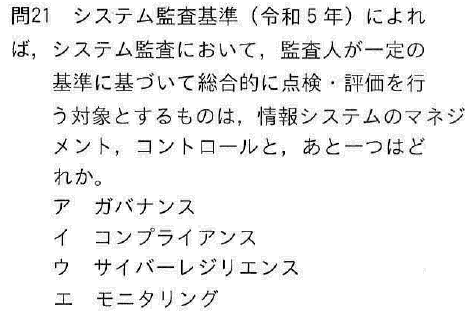 問21　システム監査基準（令和5年）によれ
ば，システム監査において，監査人が一定の
基準に基づいて総合的に点検・評価を行
う対象とするものは，情報システムのマネジ
メント，コントロールと，あと一つはど
れか。
ア　ガバナンス
イ　コンプライアンス
ウ　サイバーレジリエンス
エ　モニタリング